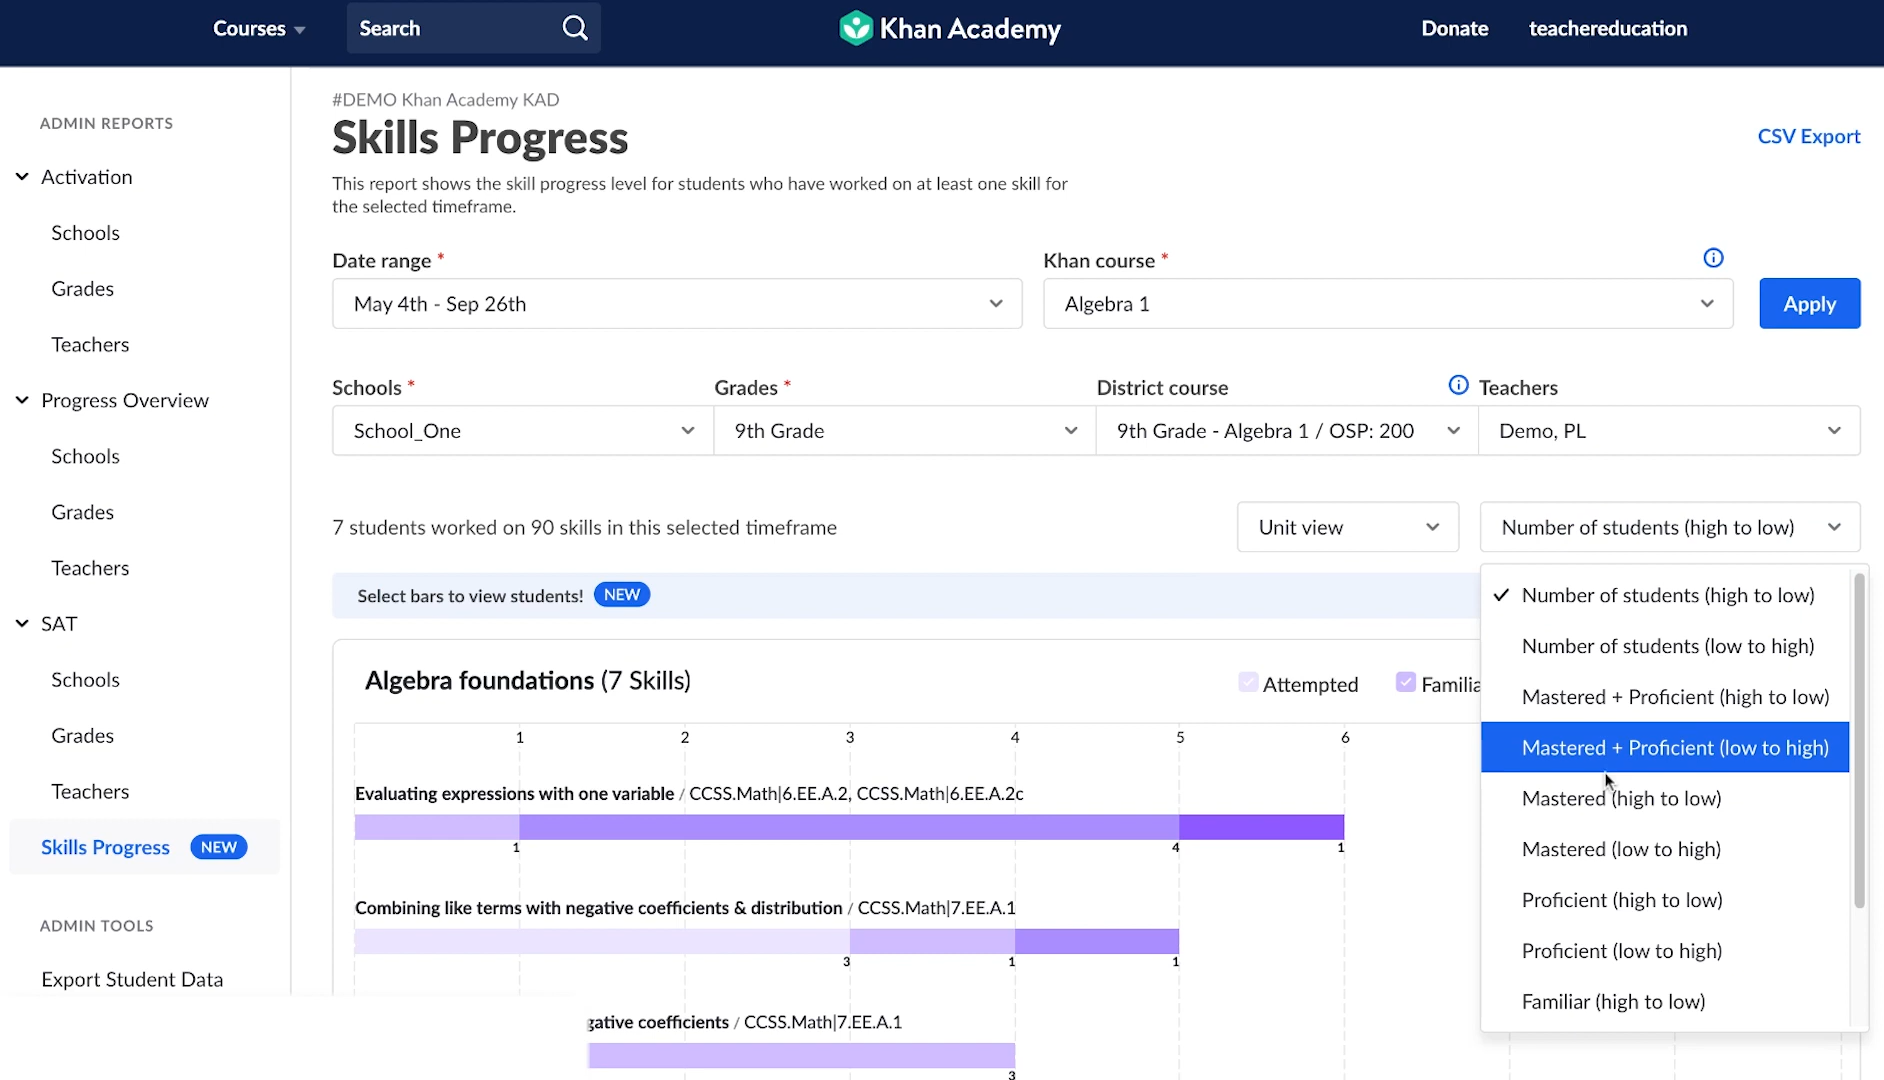 Courses
Search
Khan Academy
Donate
teachereducation
ADMIN REPORTS
Activation
Schools
Grades
Teachers
Progress Overview
Schools
Grades
Teachers
SAT
Schools
Grades
Teachers
Skills Progress NEW
ADMIN TOOLS
Export Student Data
#DEMO Khan Academy KAD
Skills Progress
CSV Export
This report shows the skill progress level for students who have worked on at least one skill for
the selected timeframe.
Date range *
May 4th - Sep 26th
Khan course *
Algebra 1
Apply
Schools *
School_One
Grades *
9th Grade
District course
9th Grade - Algebra 1 / OSP: 200
Teachers
Demo, PL
7 students worked on 90 skills in this selected timeframe
Unit view
Number of students (high to low)
Select bars to view students! NEW
Number of students (high to low)
Number of students (low to high)
Mastered + Proficient (high to low)
Mastered + Proficient (low to high)
Mastered (high to low)
Mastered (low to high)
Proficient (high to low)
Proficient (low to high)
Familiar (high to low)
Algebra foundations (7 Skills)
Attempted
1 2 3 4 5 6
Evaluating expressions with one variable / CCSS.Math|6.EE.A.2, CCSS.Math|6.EE.A.2c
1 4 1
Combining like terms with negative coefficients & distribution / CCSS.Math|7.EE.A.1
3 1 1
gative coefficients / CCSS.Math|7.EE.A.1
3